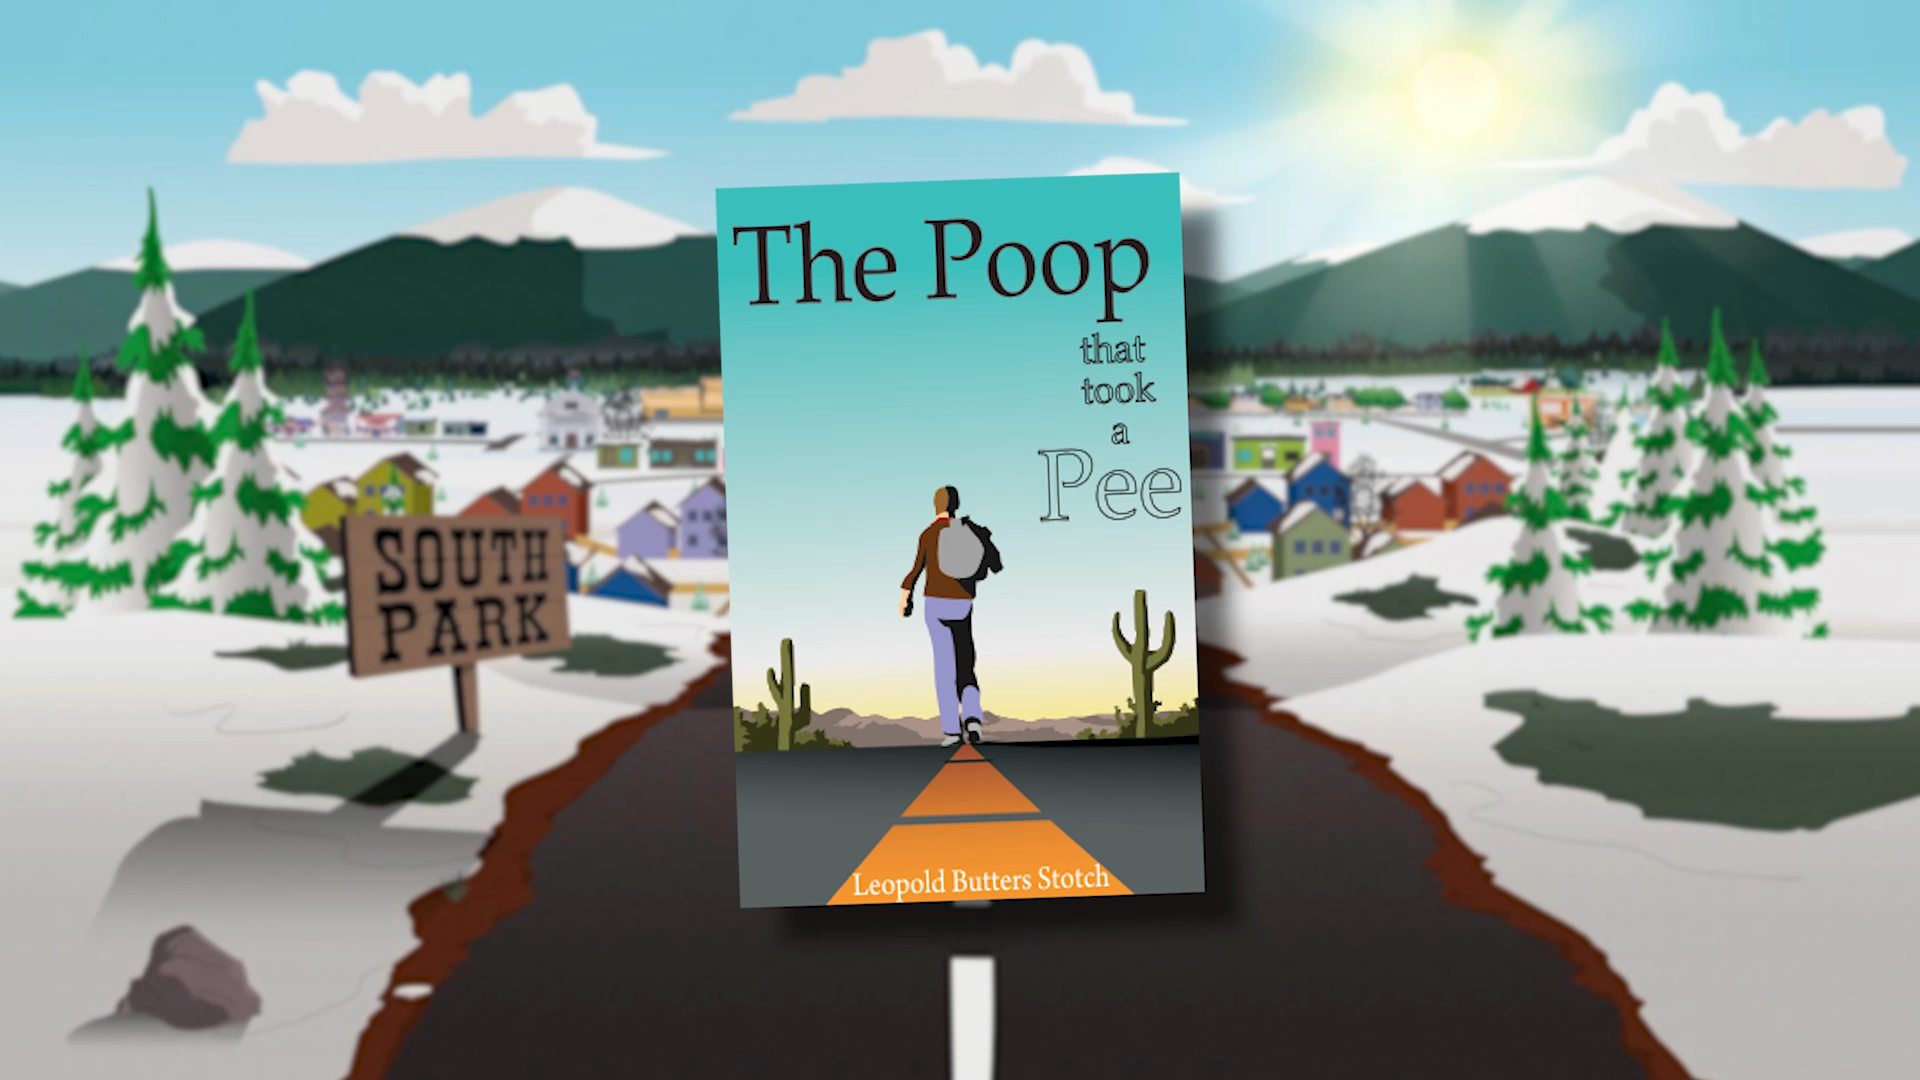 The Poop
that
took
a
Pee
SOUTH
PARK
Leopold Butters Stotch